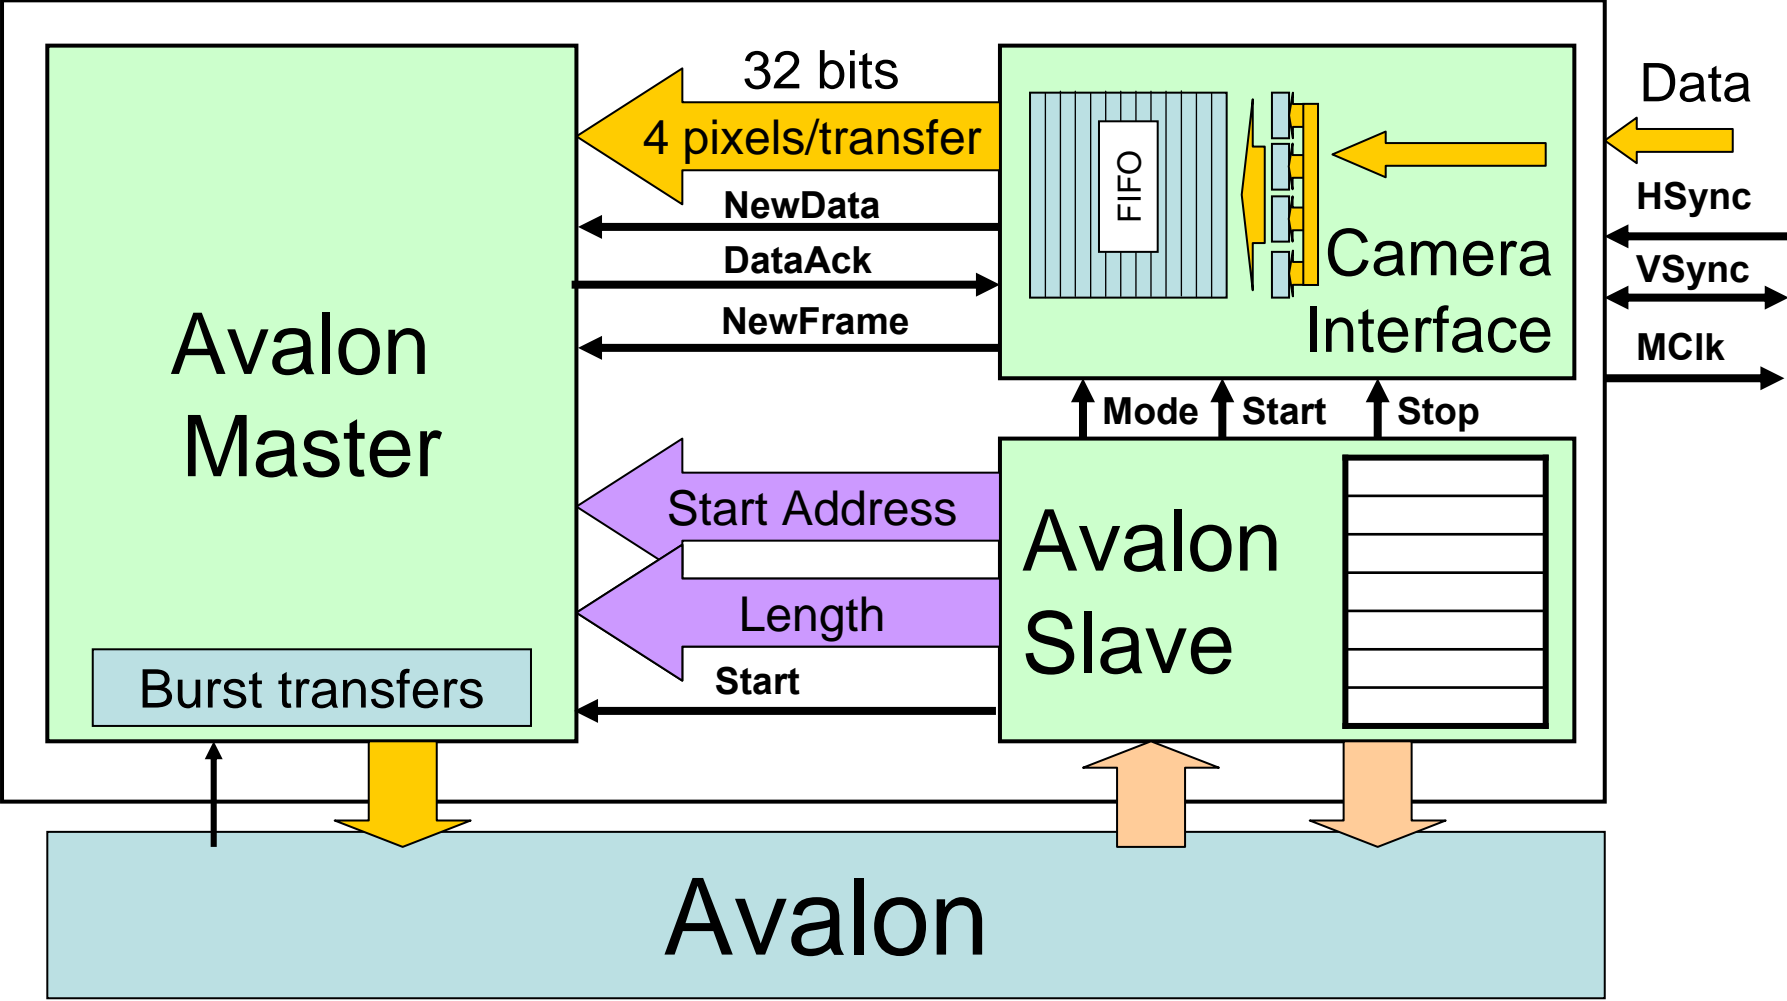 32 bits
4 pixels/transfer
NewData
DataAck
NewFrame
Avalon
Master
Burst transfers
FIFO
Camera
Interface
Data
HSync
VSync
MClk
Mode
Start
Stop
Start Address
Length
Start
Avalon
Slave
Avalon